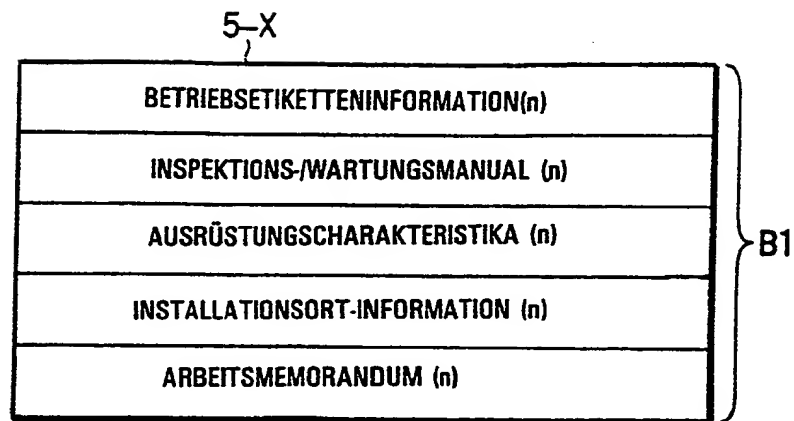 5-X
BETRIEBSETIKETTENINFORMATION(n)
INSPEKTIONS-/WARTUNGSMANUAL (n)
AUSRÜSTUNGSCHARAKTERISTIKA (n)
B1
INSTALLATIONSORT-INFORMATION (n)
ARBEITSMEMORANDUM (n)